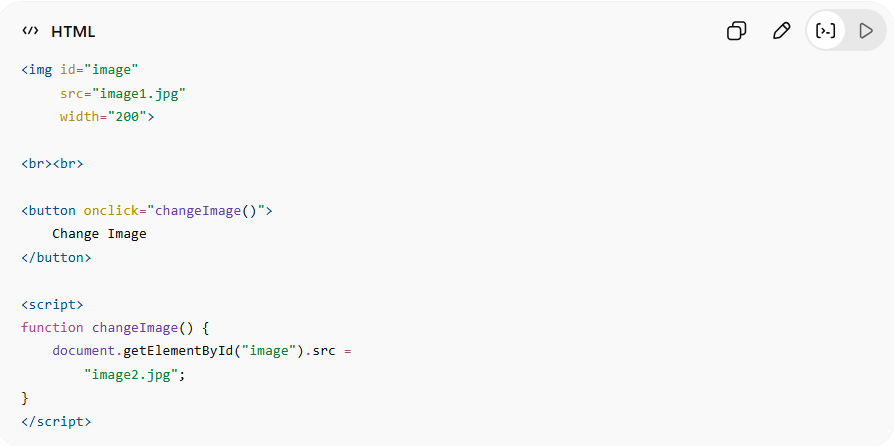 </> HTML
<img id="image"
     src="image1.jpg"
     width="200">
<br><br>
<button onclick="changeImage()">
    Change Image
</button>
<script>
function changeImage() {
    document.getElementById("image").src =
        "image2.jpg";
}
</script>